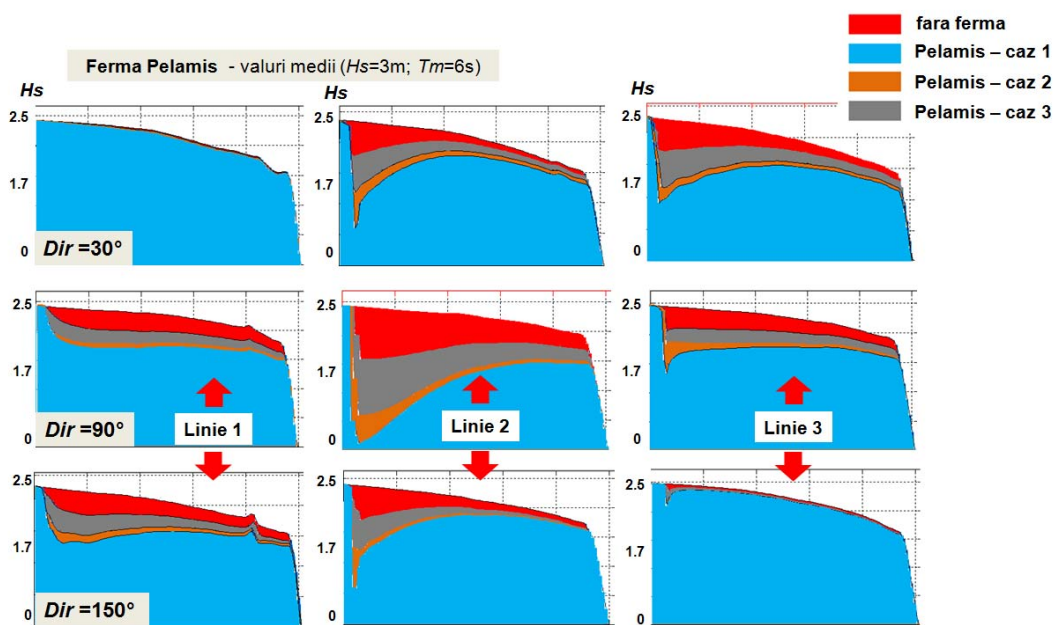 fara ferma
Pelamis – caz 1
Pelamis – caz 2
Pelamis – caz 3
Ferma Pelamis - valuri medii (Hs=3m; Tm=6s)
Hs Hs Hs
2.5 2.5 2.5
1.7 1.7 1.7
0 0 0
Dir =30°
2.5 2.5 2.5
1.7 1.7 1.7
Linie 1 Linie 2 Linie 3
0 0 0
Dir =90°
2.5 2.5 2.5
1.7 1.7 1.7
0 0 0
Dir =150°